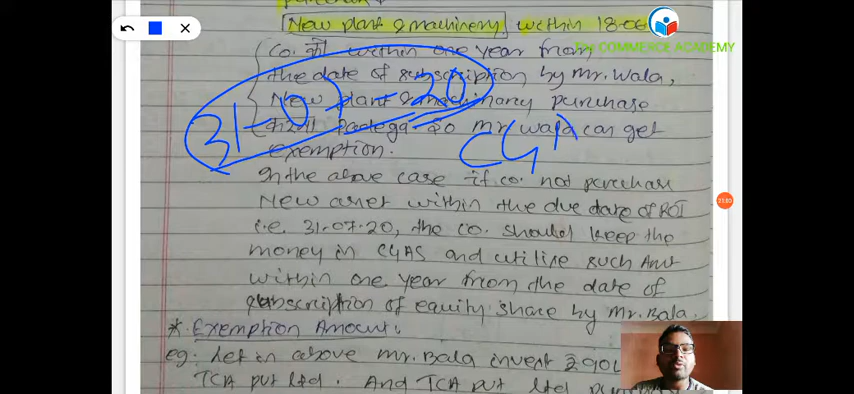 New plant & machinery within 18-06
THE COMMERCE ACADEMY
Co. को within one year from
the date of subscription by Mr. Wala,
New plant & machinary purchase
Padega so mr wala can get
exemption.
31-07-20
CG
In the above case if co. not purchase
New asset within the due date of ROI
i.e. 31.07.20, the co. should keep the
money in CGAS and utilise such Amt
within one year from the date of
subscription of equity share by Mr. Bala.
* Exemption Amount.
eg: Let in above Mr. Bala invest ₹ 90L
TCA put ltd. And TCA put ltd